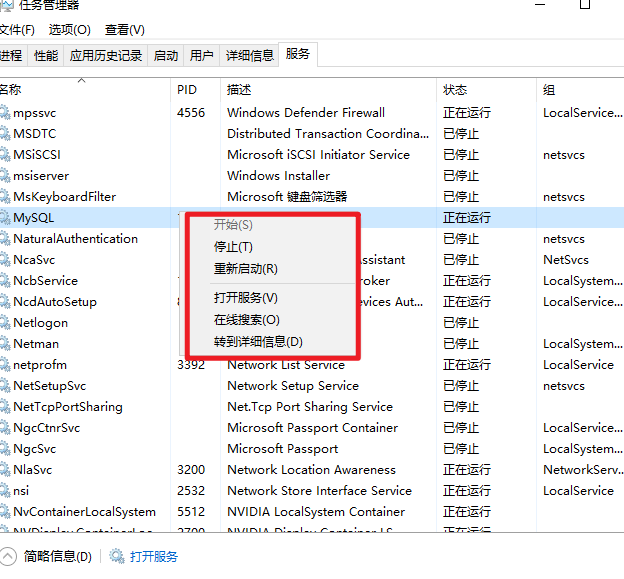 任务管理器
文件(F) 选项(O) 查看(V)
进程 性能 应用历史记录 启动 用户 详细信息 服务
名称 PID 描述 状态 组
mpssvc 4556 Windows Defender Firewall 正在运行 LocalService...
MSDTC Distributed Transaction Coordina... 已停止
MSiSCSI Microsoft iSCSI Initiator Service 已停止 netsvcs
msiserver Windows Installer 已停止
MsKeyboardFilter Microsoft 键盘筛选器 已停止 netsvcs
MySQL 正在运行
开始(S)
NaturalAuthentication 已停止 netsvcs
停止(T)
NcaSvc Assistant 已停止 NetSvcs
重新启动(R)
NcbService roker 正在运行 LocalSystem...
打开服务(V)
NcdAutoSetup evices Aut... 正在运行 LocalService...
在线搜索(O)
Netlogon 已停止
转到详细信息(D)
Netman 已停止 LocalSystem...
netprofm 3392 Network List Service 正在运行 LocalService
NetSetupSvc Network Setup Service 已停止 netsvcs
NetTcpPortSharing Net.Tcp Port Sharing Service 已停止
NgcCtnrSvc Microsoft Passport Container 已停止 LocalService...
NgcSvc Microsoft Passport 已停止 LocalSystem...
NlaSvc 3200 Network Location Awareness 正在运行 NetworkServ...
nsi 2532 Network Store Interface Service 正在运行 LocalService
NvContainerLocalSystem 5512 NVIDIA LocalSystem Container 正在运行
NVDisplay.ContainerLoc... NVIDIA Display Container LS 正在运行
简略信息(D) 打开服务